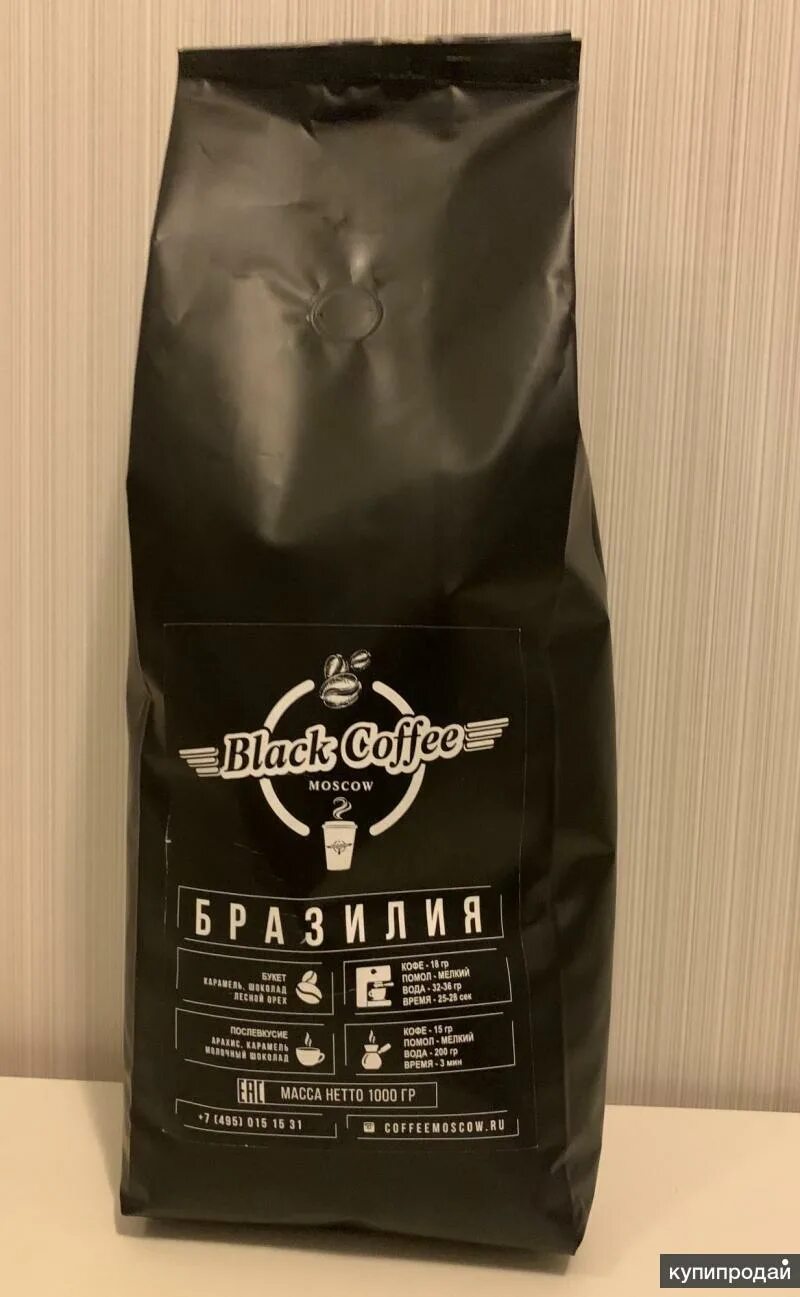 Black Coffee
MOSCOW
БРАЗИЛИЯ
БУКЕТ
КАРАМЕЛЬ, ШОКОЛАД
ЛЕСНОЙ ОРЕХ
КОФЕ - 18 гр
ПОМОЛ - МЕЛКИЙ
ВОДА - 32-36 гр
ВРЕМЯ - 25-28 сек
ПОСЛЕВКУСИЕ
АРАХИС, КАРАМЕЛЬ
МОЛОЧНЫЙ ШОКОЛАД
КОФЕ - 15 гр
ПОМОЛ - МЕЛКИЙ
ВОДА - 200 гр
ВРЕМЯ - 3 мин
EAC МАССА НЕТТО 1000 ГР
+7 (495) 015 15 31
COFFEEMOSCOW.RU
купипродай